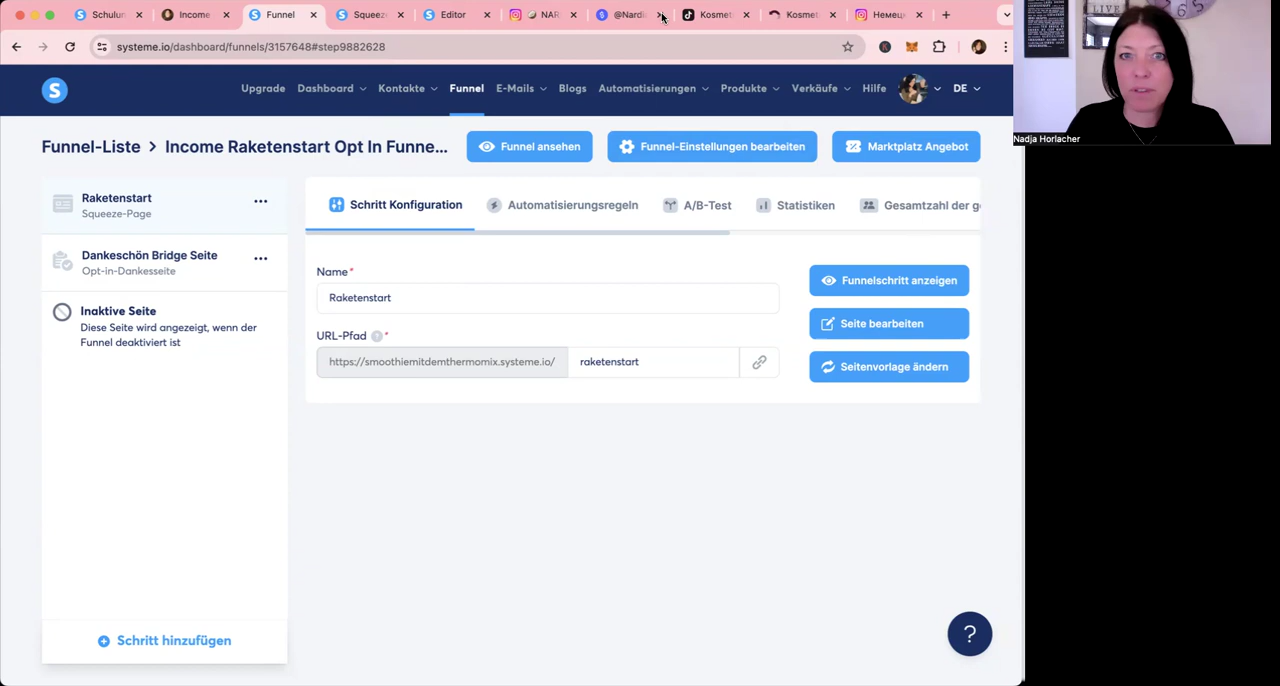 Schulun
Income
Funnel
Squeez
Editor
NAR
@Nardi
Kosmet
Kosmet
Немец
systeme.io/dashboard/funnels/3157648#step9882628
Upgrade
Dashboard
Kontakte
Funnel
E-Mails
Blogs
Automatisierungen
Produkte
Verkäufe
Hilfe
DE
LIVE
Nadja Horlacher
Funnel-Liste > Income Raketenstart Opt In Funne...
Funnel ansehen
Funnel-Einstellungen bearbeiten
Marktplatz Angebot
Raketenstart
Squeeze-Page
Dankeschön Bridge Seite
Opt-in-Dankesseite
Inaktive Seite
Diese Seite wird angezeigt, wenn der
Funnel deaktiviert ist
Schritt hinzufügen
Schritt Konfiguration
Automatisierungsregeln
A/B-Test
Statistiken
Gesamtzahl der g
Name*
Raketenstart
URL-Pfad ? *
https://smoothiemitdemthermomix.systeme.io/
raketenstart
Funnelschritt anzeigen
Seite bearbeiten
Seitenvorlage ändern
?